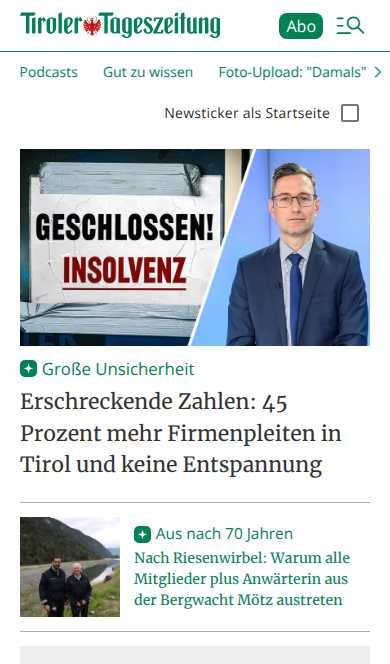 Tiroler Tageszeitung
Abo
Podcasts Gut zu wissen Foto-Upload: "Damals"
Newsticker als Startseite
GESCHLOSSEN!
INSOLVENZ
Große Unsicherheit
Erschreckende Zahlen: 45
Prozent mehr Firmenpleiten in
Tirol und keine Entspannung
Aus nach 70 Jahren
Nach Riesenwirbel: Warum alle
Mitglieder plus Anwärterin aus
der Bergwacht Mötz austreten